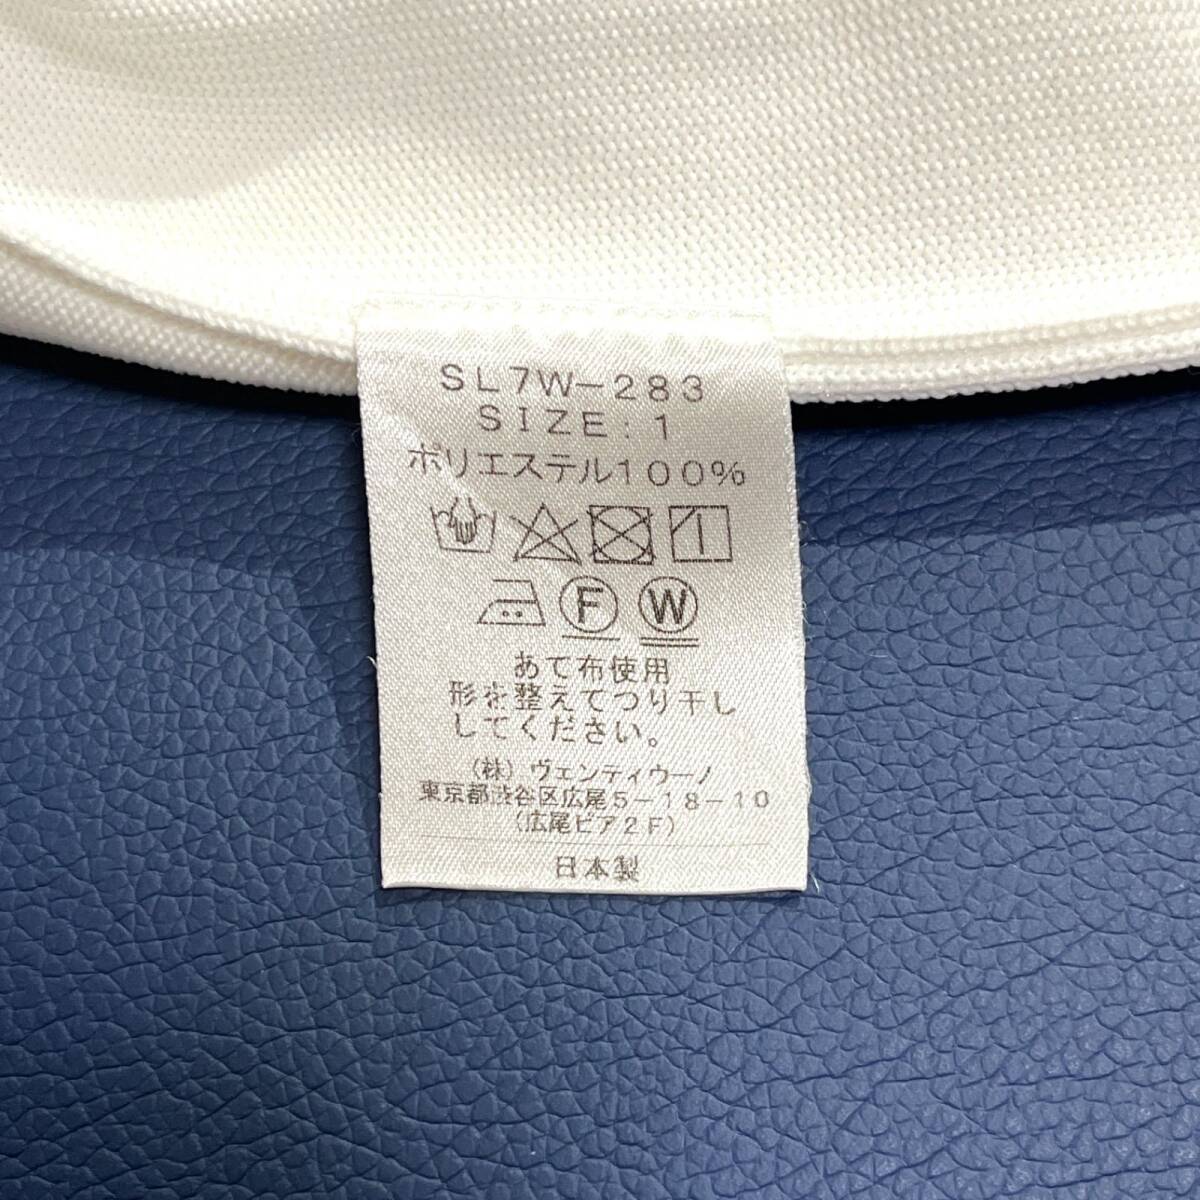 SL7W-283
SIZE:1
ポリエステル100%
F W
あて布使用
形を整えてつり干し
してください。
(株)ヴェンティウーノ
東京都渋谷区広尾5-18-10
(広尾ピア2F)
日本製